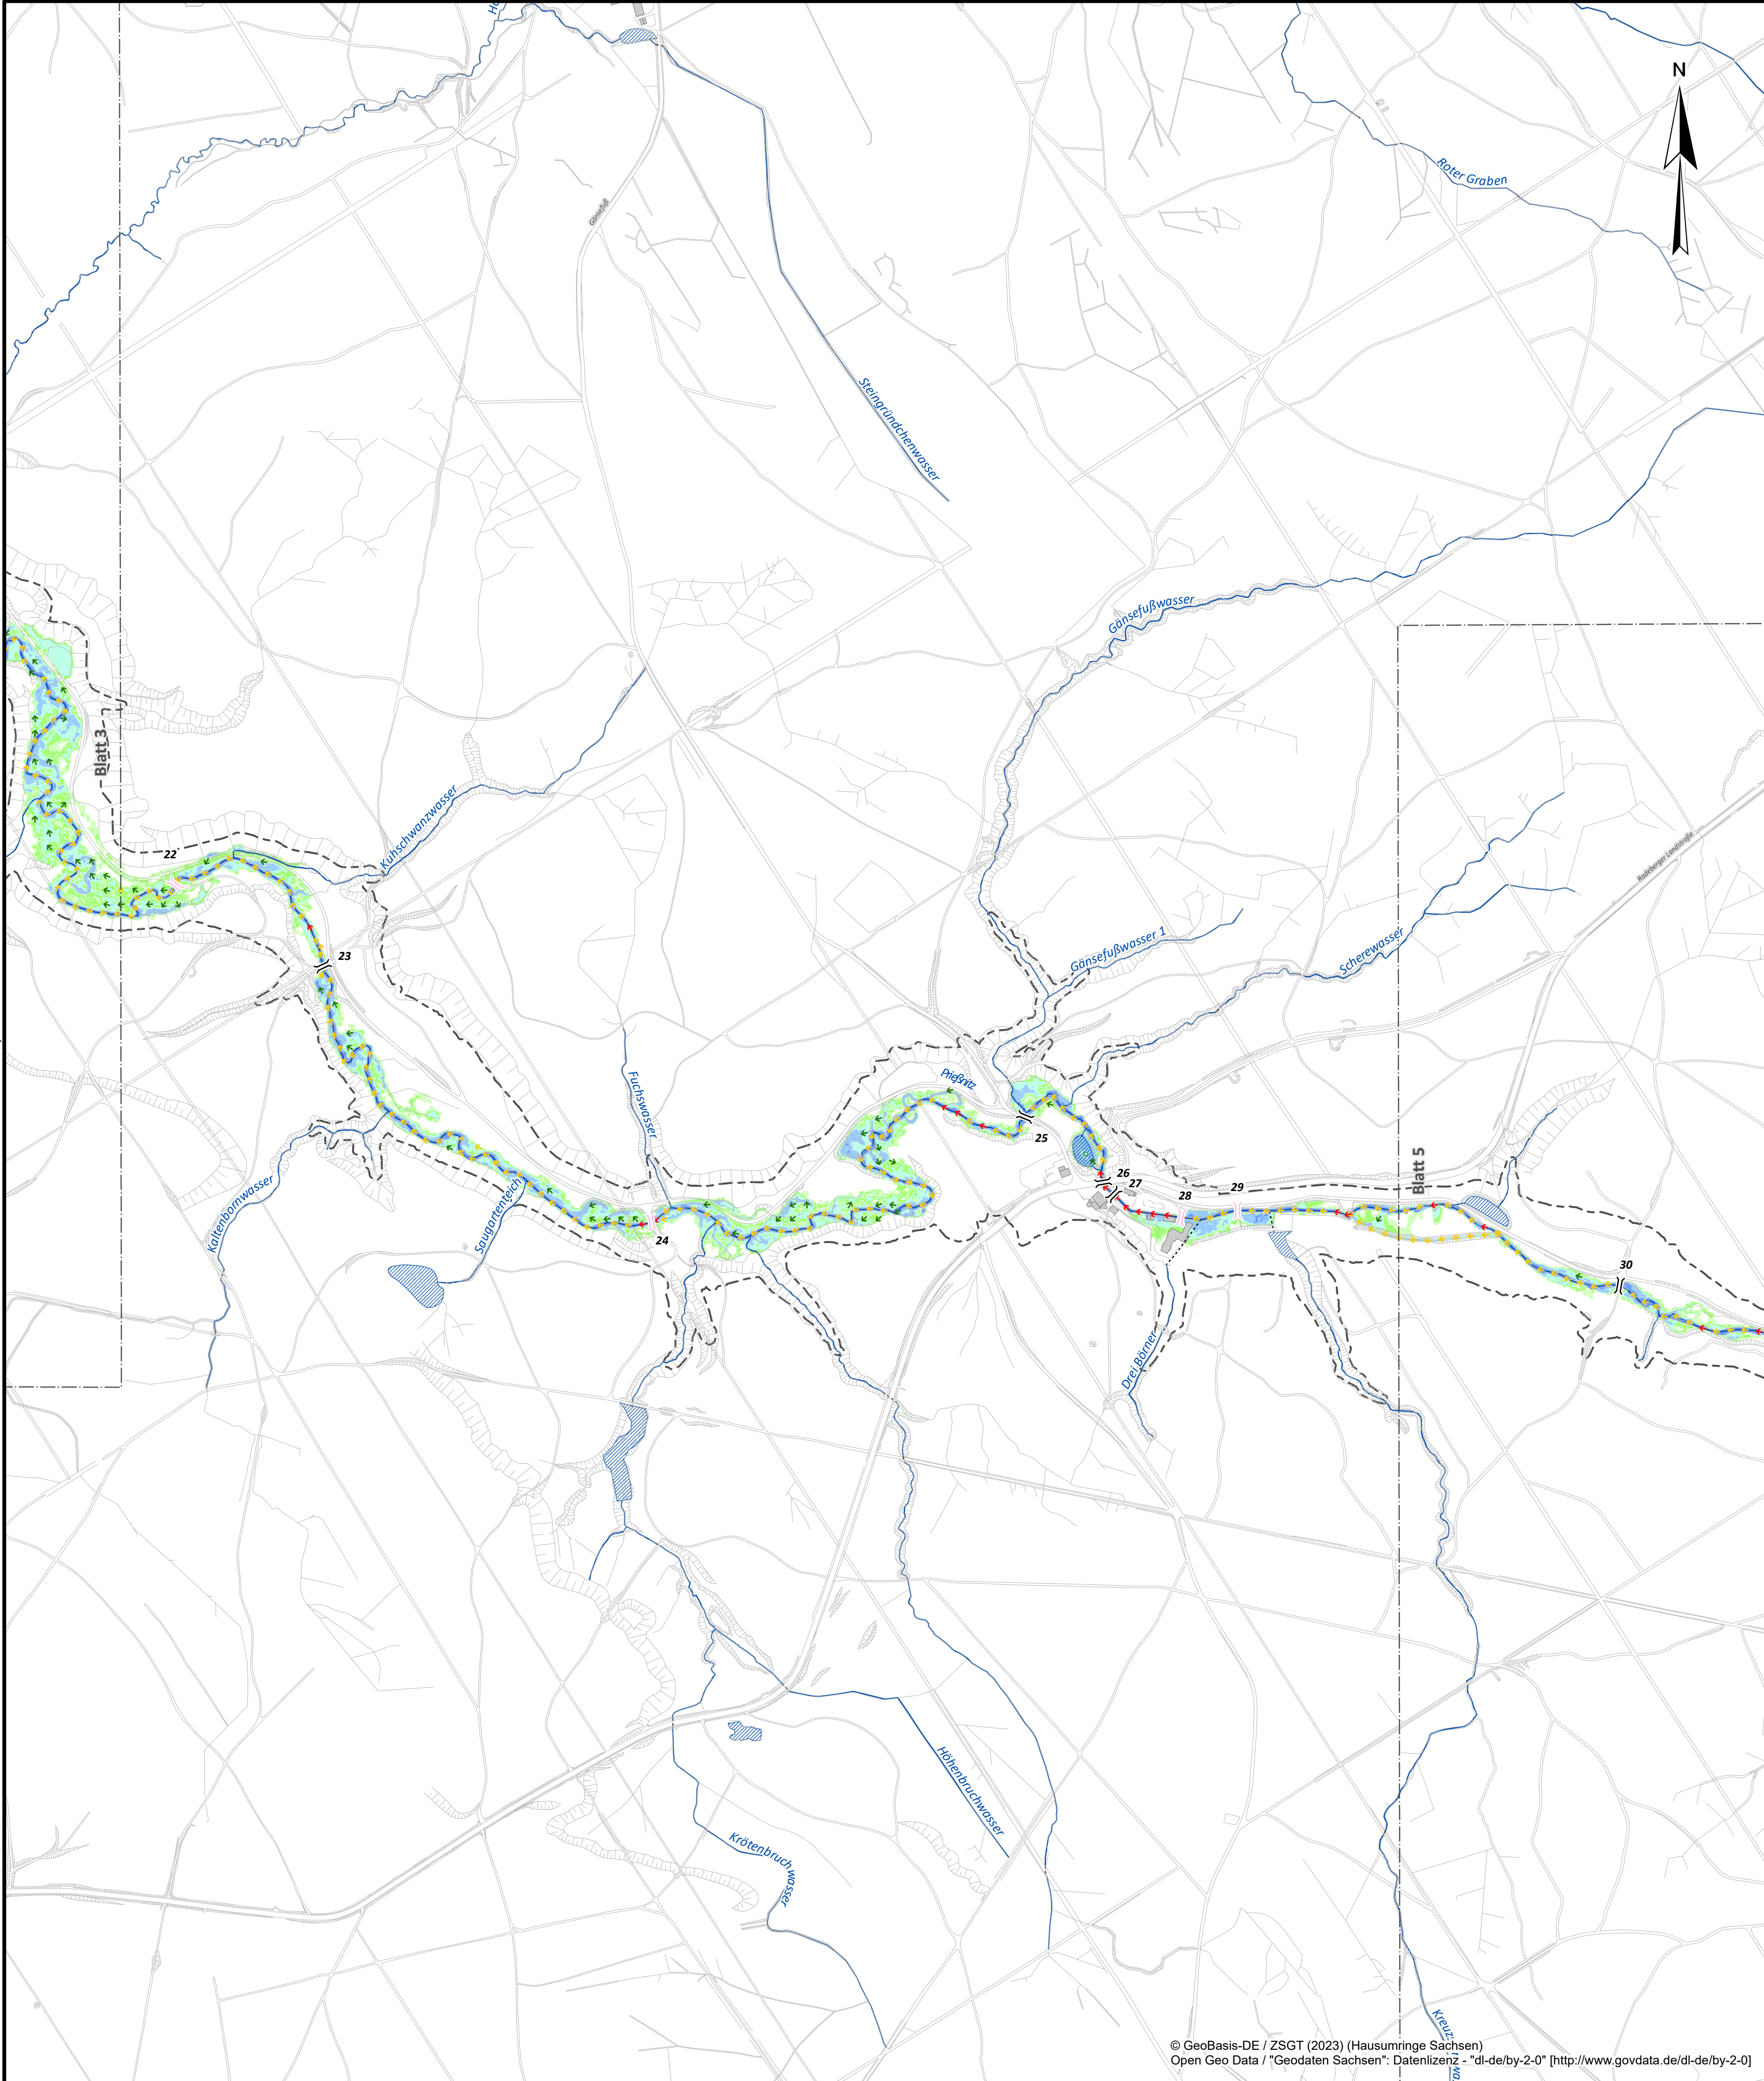 Ho
N
Roter Graben
Gänsefuß
Steingründchenwasser
Gänsefußwasser
Blatt 3
Kuhschwanzwasser
Radeberger Landstraße
22
Gänsefußwasser 1
Scherewasser
23
Prießnitz
Fuchswasser
25
Blatt 5
26
27
28
29
Kaltenbornwasser
Saugartenteich
24
30
Drei Börner
Höhenbruchwasser
Krötenbruchwasser
Kreuz
© GeoBasis-DE / ZSGT (2023) (Hausumringe Sachsen)
Open Geo Data / "Geodaten Sachsen": Datenlizenz - "dl-de/by-2-0" [http://www.govdata.de/dl-de/by-2-0]